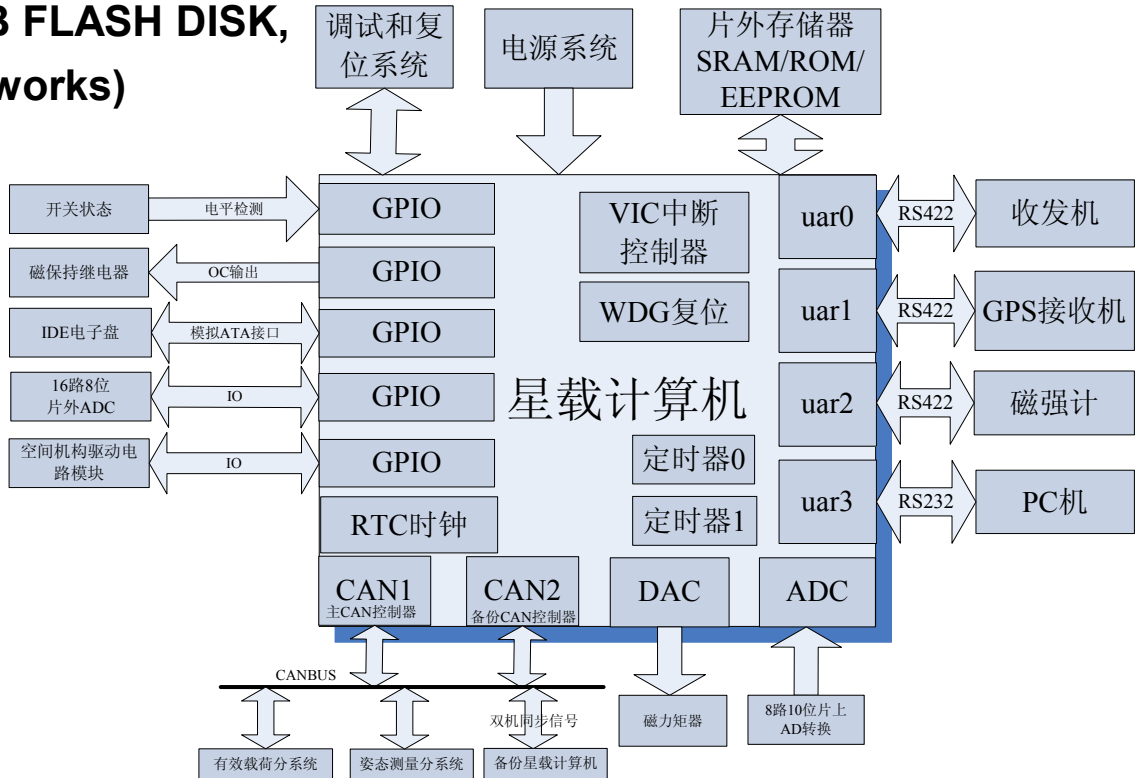 B FLASH DISK,
works)
调试和复
位系统
电源系统
片外存储器
SRAM/ROM/
EEPROM
开关状态
电平检测
GPIO
VIC中断
控制器
uar0
RS422
收发机
磁保持继电器
OC输出
GPIO
WDG复位
uar1
RS422
GPS接收机
IDE电子盘
模拟ATA接口
GPIO
16路8位
片外ADC
IO
GPIO
星载计算机
uar2
RS422
磁强计
空间机构驱动电
路模块
IO
GPIO
定时器0
RTC时钟
定时器1
uar3
RS232
PC机
CAN1
主CAN控制器
CAN2
备份CAN控制器
DAC
ADC
CANBUS
双机同步信号
磁力矩器
8路10位片上
AD转换
有效载荷分系统
姿态测量分系统
备份星载计算机